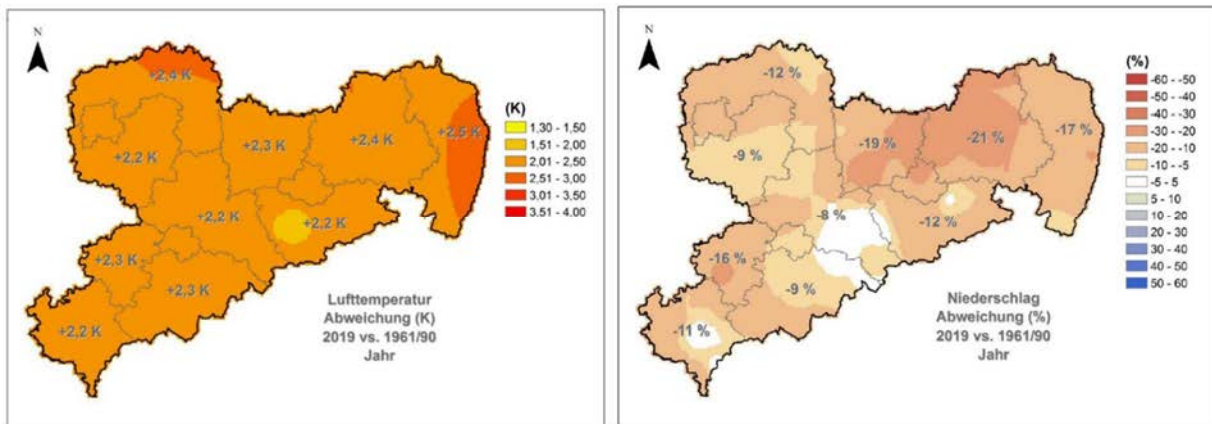 N
+2,4 K
+2,5 K
+2,4 K
+2,3 K
+2,2 K
+2,2 K
+2,2 K
+2,3 K
+2,3 K
+2,2 K
Lufttemperatur
Abweichung (K)
2019 vs. 1961/90
Jahr
(K)
1,30 - 1,50
1,51 - 2,00
2,01 - 2,50
2,51 - 3,00
3,01 - 3,50
3,51 - 4,00
N
-12 %
-17 %
-21 %
-19 %
-9 %
-8 %
-12 %
-16 %
-9 %
-11 %
Niederschlag
Abweichung (%)
2019 vs. 1961/90
Jahr
(%)
-60 - -50
-50 - -40
-40 - -30
-30 - -20
-20 - -10
-10 - -5
-5 - 5
5 - 10
10 - 20
20 - 30
30 - 40
40 - 50
50 - 60